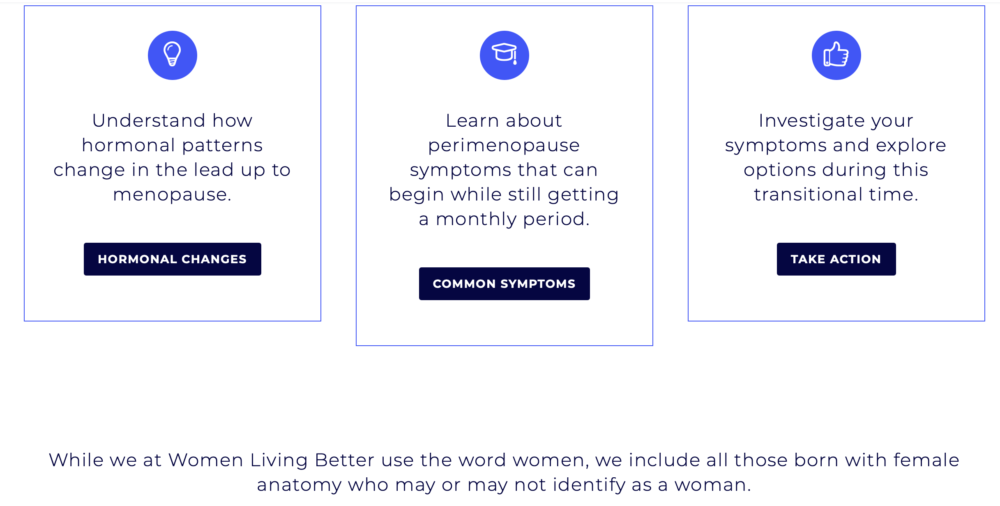 Understand how
hormonal patterns
change in the lead up to
menopause.
HORMONAL CHANGES
Learn about
perimenopause
symptoms that can
begin while still getting
a monthly period.
COMMON SYMPTOMS
Investigate your
symptoms and explore
options during this
transitional time.
TAKE ACTION
While we at Women Living Better use the word women, we include all those born with female
anatomy who may or may not identify as a woman.